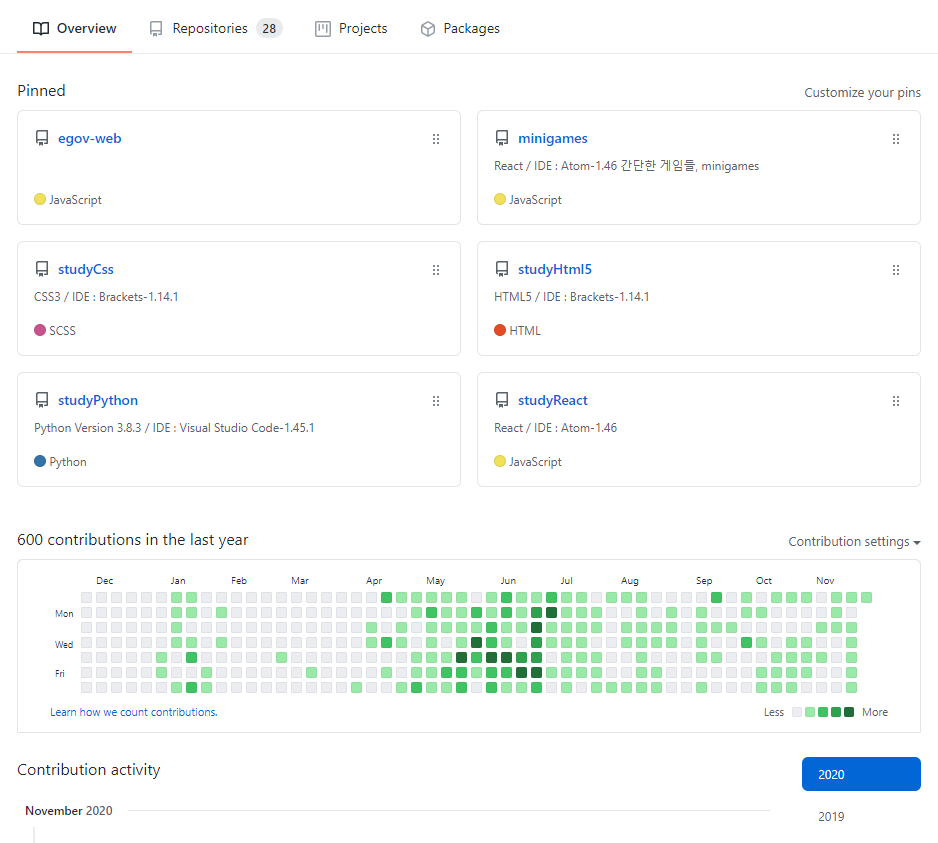 Overview Repositories 28 Projects Packages
Pinned Customize your pins
egov-web
JavaScript
minigames
React / IDE : Atom-1.46 간단한 게임들, minigames
JavaScript
studyCss
CSS3 / IDE : Brackets-1.14.1
SCSS
studyHtml5
HTML5 / IDE : Brackets-1.14.1
HTML
studyPython
Python Version 3.8.3 / IDE : Visual Studio Code-1.45.1
Python
studyReact
React / IDE : Atom-1.46
JavaScript
600 contributions in the last year Contribution settings
Dec Jan Feb Mar Apr May Jun Jul Aug Sep Oct Nov
Mon
Wed
Fri
Learn how we count contributions. Less More
Contribution activity
2020
November 2020
2019